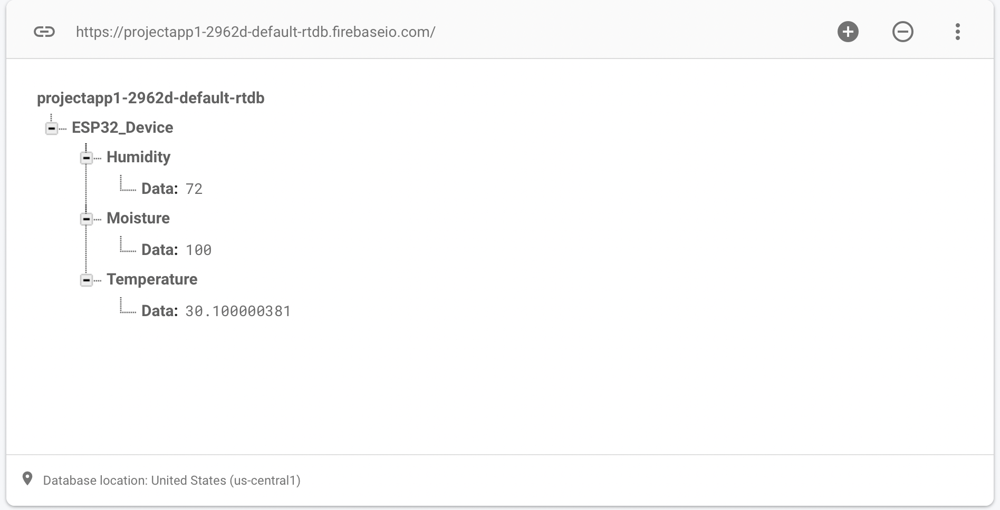 https://projectapp1-2962d-default-rtdb.firebaseio.com/
projectapp1-2962d-default-rtdb
ESP32_Device
Humidity
Data: 72
Moisture
Data: 100
Temperature
Data: 30.100000381
Database location: United States (us-central1)